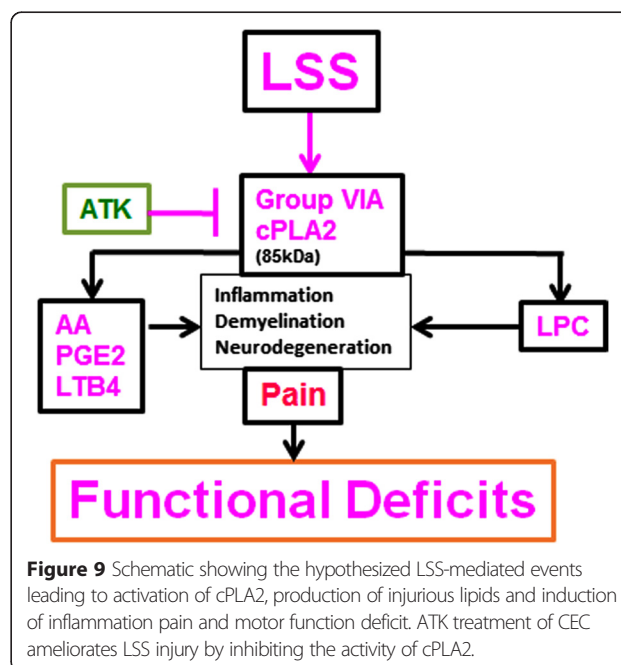 LSS
ATK
Group VIA
cPLA2
(85kDa)
AA
PGE2
LTB4
Inflammation
Demyelination
Neurodegeneration
LPC
Pain
Functional Deficits
Figure 9 Schematic showing the hypothesized LSS-mediated events
leading to activation of cPLA2, production of injurious lipids and induction
of inflammation pain and motor function deficit. ATK treatment of CEC
ameliorates LSS injury by inhibiting the activity of cPLA2.